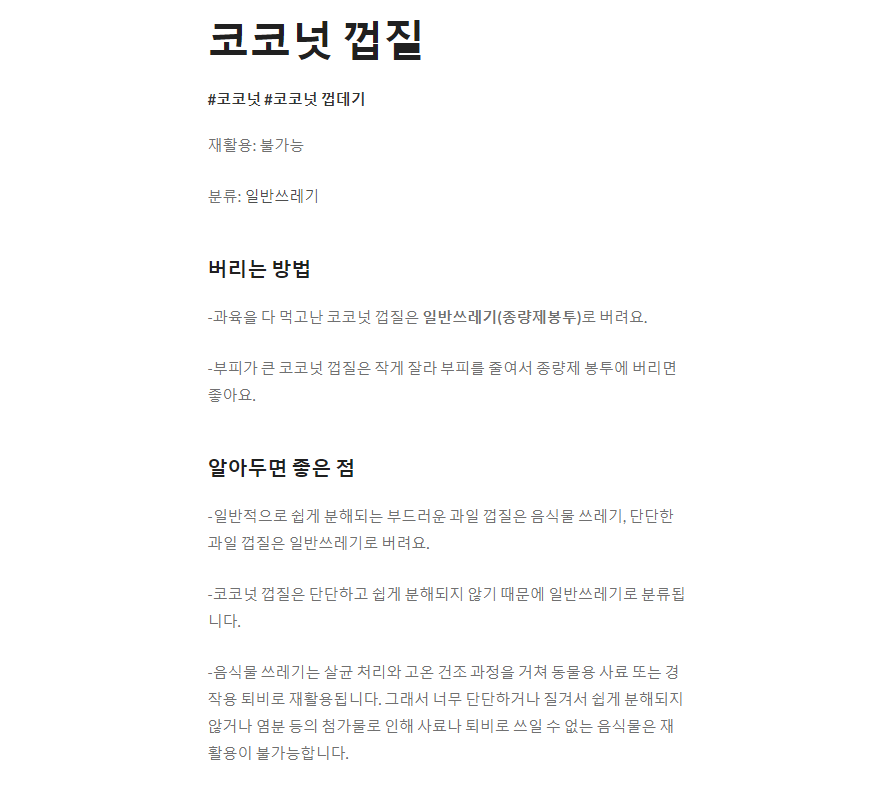 코코넛 껍질
#코코넛 #코코넛 껍데기
재활용: 불가능
분류: 일반쓰레기
버리는 방법
-과육을 다 먹고난 코코넛 껍질은 일반쓰레기(종량제봉투)로 버려요.
-부피가 큰 코코넛 껍질은 작게 잘라 부피를 줄여서 종량제 봉투에 버리면
좋아요.
알아두면 좋은 점
-일반적으로 쉽게 분해되는 부드러운 과일 껍질은 음식물 쓰레기, 단단한
과일 껍질은 일반쓰레기로 버려요.
-코코넛 껍질은 단단하고 쉽게 분해되지 않기 때문에 일반쓰레기로 분류됩
니다.
-음식물 쓰레기는 살균 처리와 고온 건조 과정을 거쳐 동물용 사료 또는 경
작용 퇴비로 재활용됩니다. 그래서 너무 단단하거나 질겨서 쉽게 분해되지
않거나 염분 등의 첨가물로 인해 사료나 퇴비로 쓰일 수 없는 음식물은 재
활용이 불가능합니다.